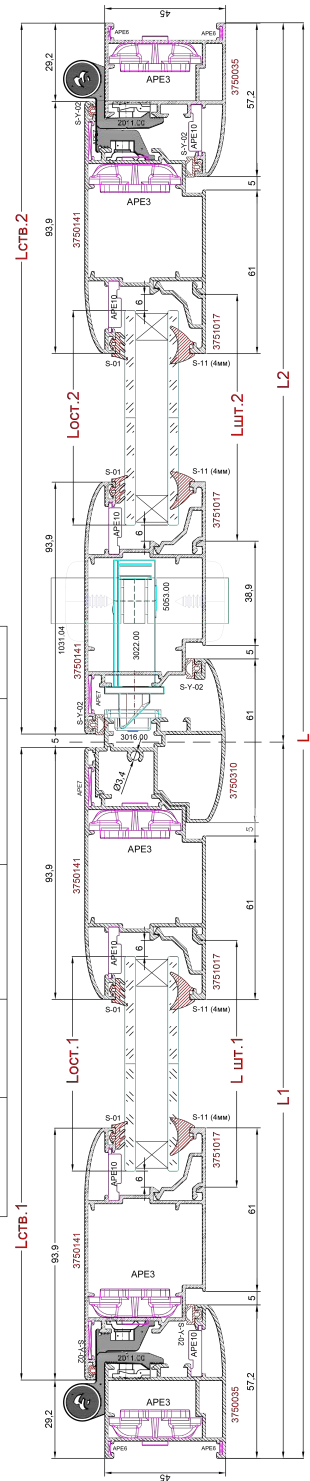 45
APE6
APE6
29,2
APE3
3750035
57,2
2011.00
S-Y-02
S-Y-02
APE10
5
APE3
Lств.2
93,9
3750141
61
L2
APE10
6
3751017
S-01
S-11 (4мм)
Lост.2
Lшт.2
S-01
S-11 (4мм)
93,9
APE10
6
3751017
1031.04
5053.00
3022.00
38,9
3750141
APE7
S-Y-02
5
S-Y-02
3016.00
5
61
L
Ø3,4
3750310
APE7
5
APE3
93,9
3750141
61
APE10
6
3751017
S-01
S-11 (4мм)
Lост.1
L шт.1
L1
S-01
S-11 (4мм)
Lств.1
APE10
6
3751017
93,9
3750141
61
APE3
5
S-Y-02
S-Y-02
APE10
2011.00
57,2
29,2
APE3
3750035
APE6
APE6
45